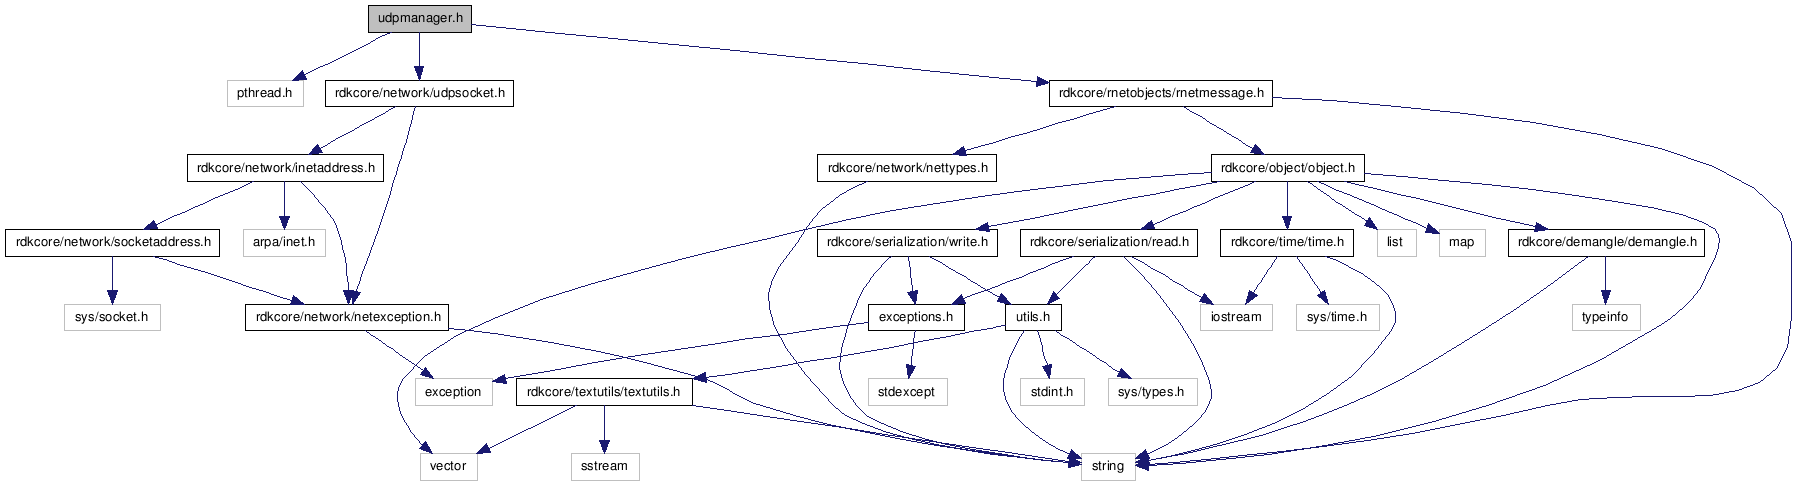 udpmanager.h
pthread.h
rdkcore/network/udpsocket.h
rdkcore/rnetobjects/rnetmessage.h
rdkcore/network/inetaddress.h
rdkcore/network/nettypes.h
rdkcore/object/object.h
rdkcore/network/socketaddress.h
arpa/inet.h
rdkcore/serialization/write.h
rdkcore/serialization/read.h
rdkcore/time/time.h
list
map
rdkcore/demangle/demangle.h
sys/socket.h
rdkcore/network/netexception.h
exceptions.h
utils.h
iostream
sys/time.h
typeinfo
exception
rdkcore/textutils/textutils.h
stdexcept
stdint.h
sys/types.h
vector
sstream
string